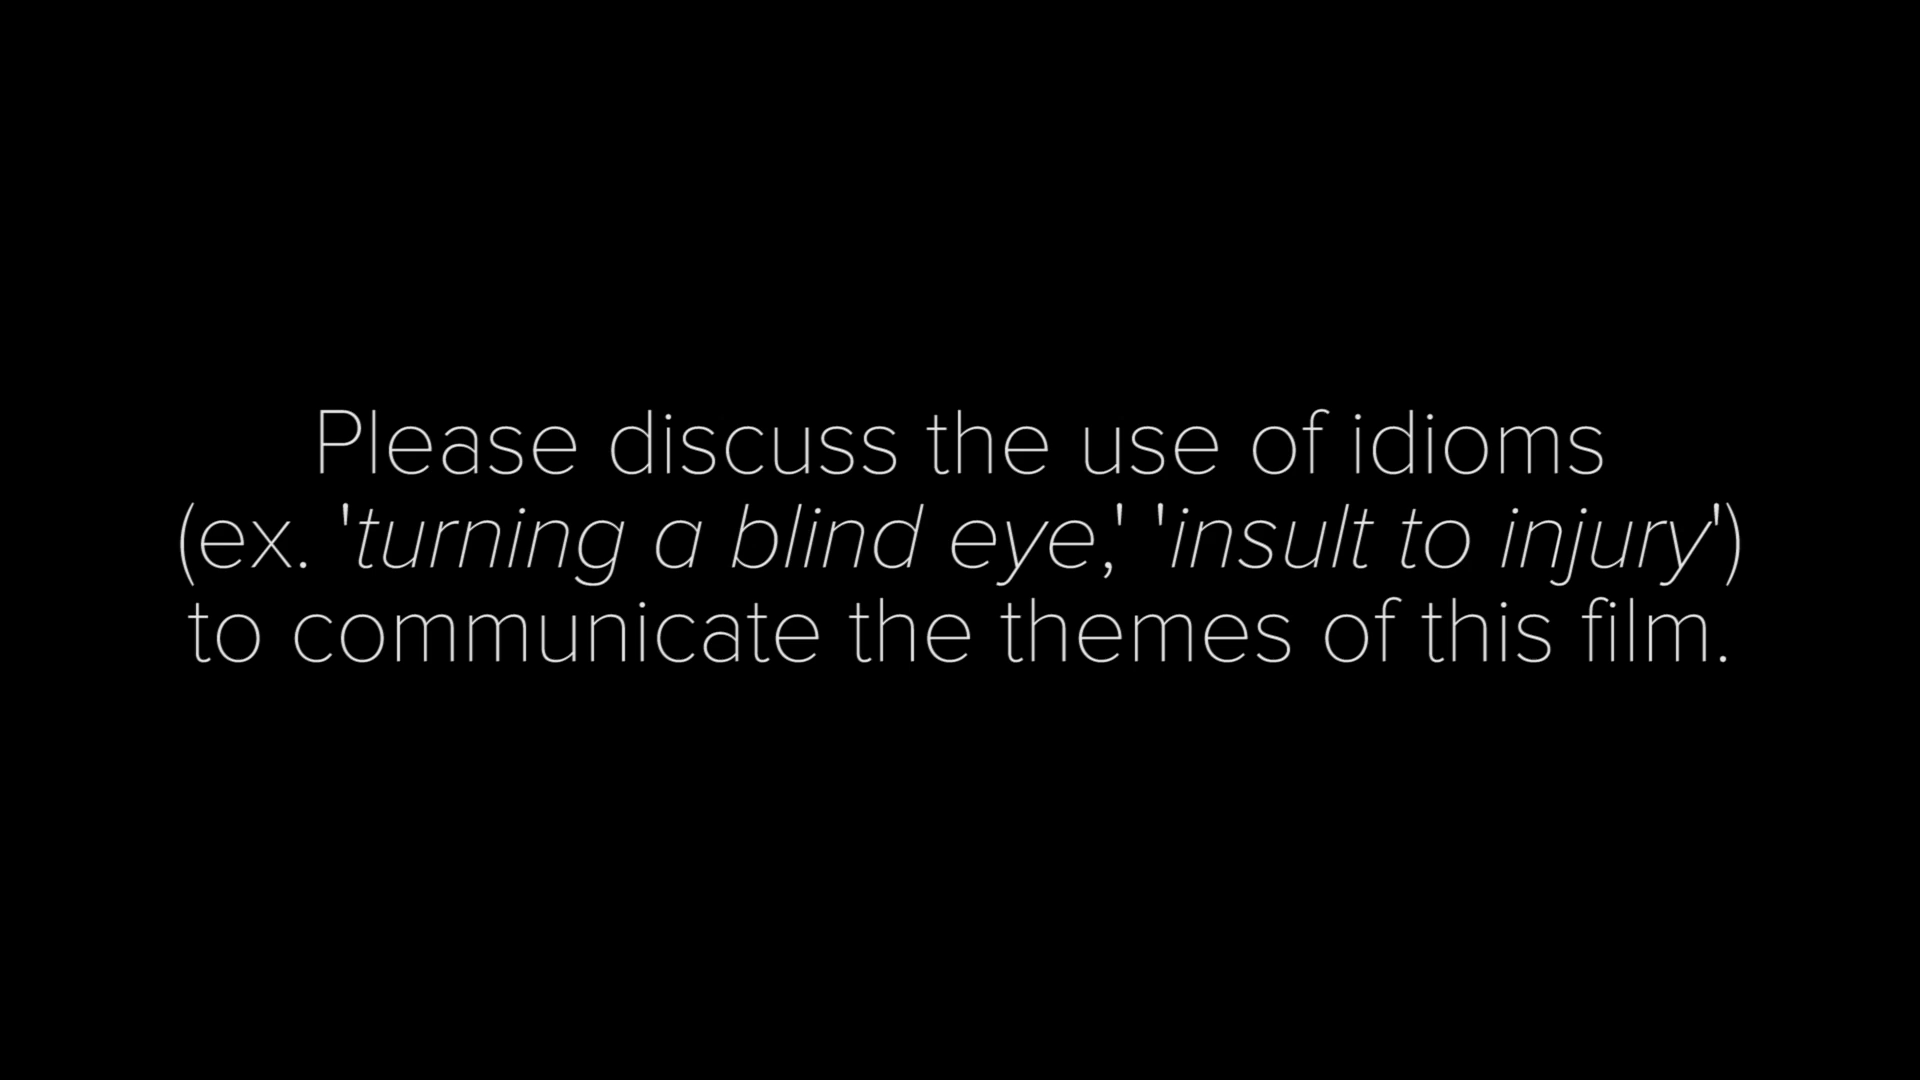 Please discuss the use of idioms
(ex. 'turning a blind eye,' 'insult to injury')
to communicate the themes of this film.